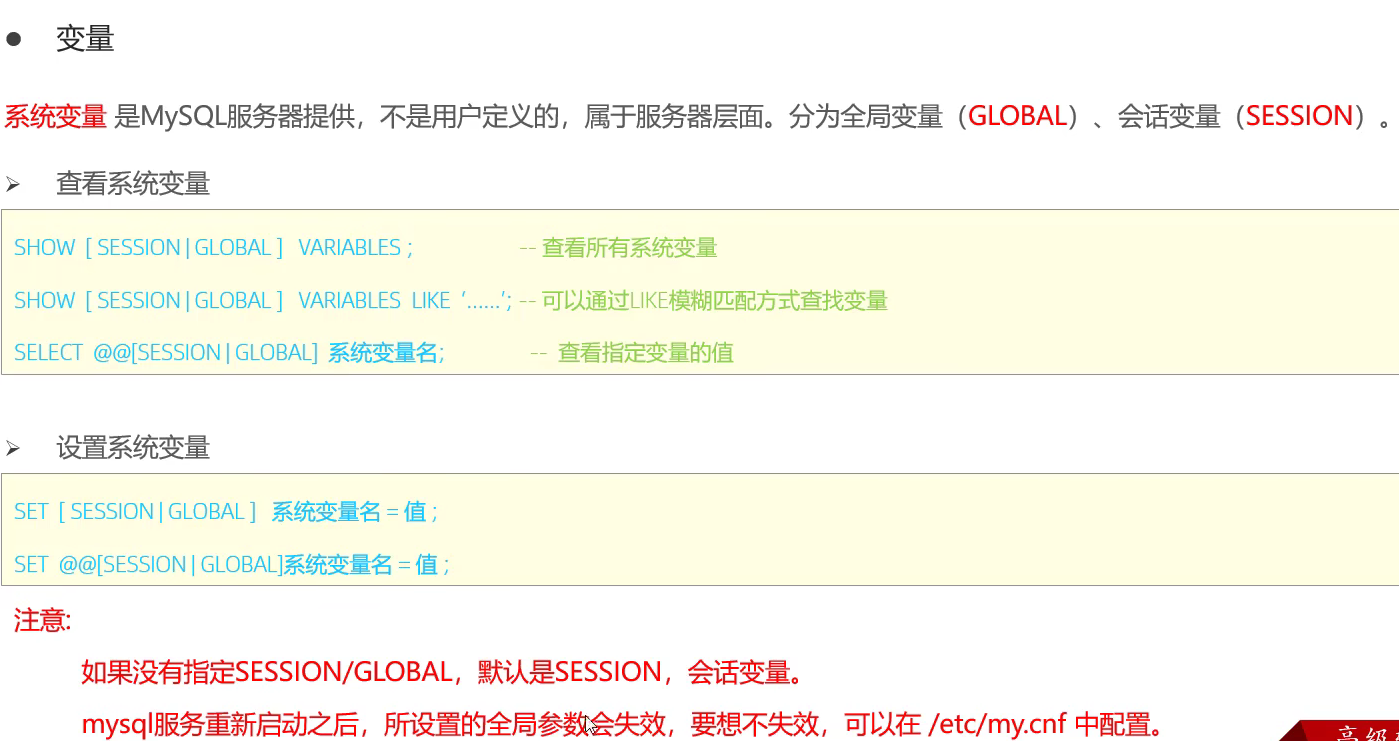 ● 变量
系统变量 是MySQL服务器提供，不是用户定义的，属于服务器层面。分为全局变量（GLOBAL）、会话变量（SESSION）。
➢ 查看系统变量
SHOW [ SESSION | GLOBAL ] VARIABLES ; -- 查看所有系统变量
SHOW [ SESSION | GLOBAL ] VARIABLES LIKE ‘......’; -- 可以通过LIKE模糊匹配方式查找变量
SELECT @@[SESSION | GLOBAL] 系统变量名; -- 查看指定变量的值
➢ 设置系统变量
SET [ SESSION | GLOBAL ] 系统变量名 = 值 ;
SET @@[SESSION | GLOBAL]系统变量名 = 值 ;
注意:
如果没有指定SESSION/GLOBAL，默认是SESSION，会话变量。
mysql服务重新启动之后，所设置的全局参数会失效，要想不失效，可以在 /etc/my.cnf 中配置。
高级